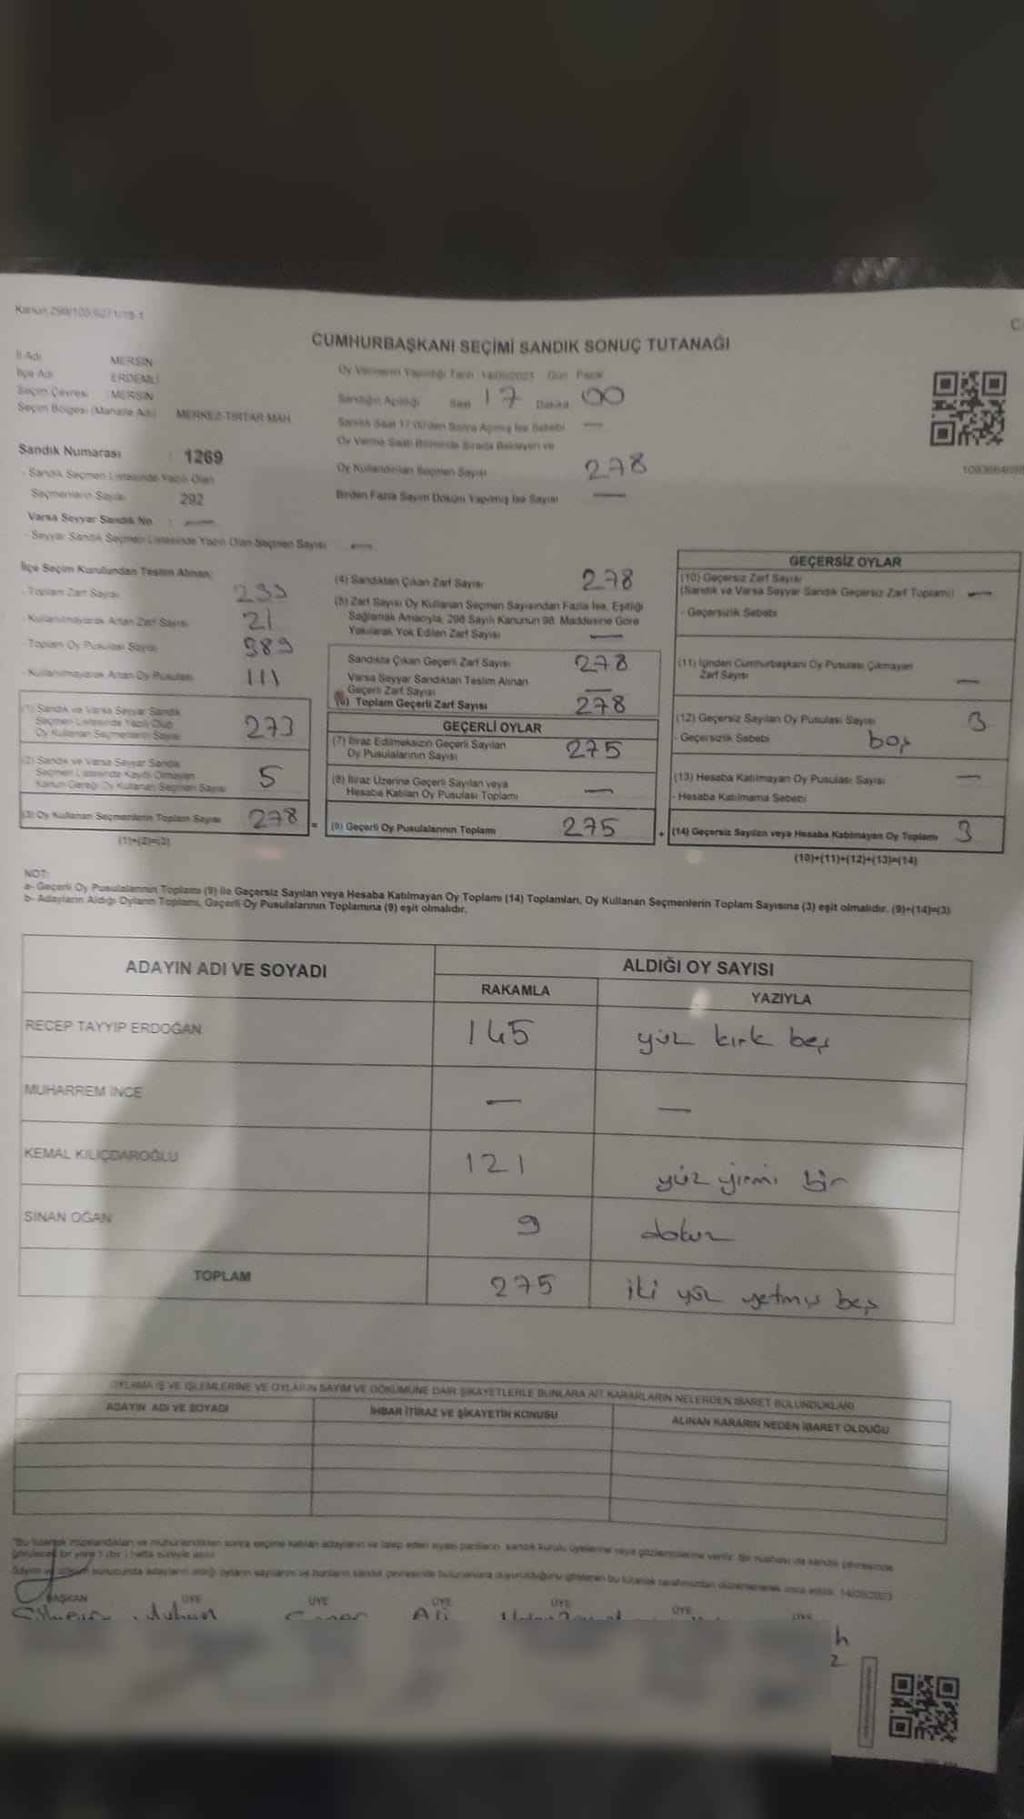 CUMHURBAŞKANI SEÇİMİ SANDIK SONUÇ TUTANAĞI
İl Adı MERSİN
İlçe Adı ERDEMLİ
Seçim Çevresi MERSİN
Seçim Bölgesi (Mahalle Adı) MERKEZ-TIRTAR MAH
Sandık Numarası : 1269
Sandık Seçmen Listesinde Yazılı Olan
Seçmenlerin Sayısı 292
Varsa Seyyar Sandık No : —
- Seyyar Sandık Seçmen Listesinde Yazılı Olan Seçmen Sayısı —
Oy Vermenin Yapıldığı Tarih 14/05/2023 Gün Pazar
Sandığın Açıldığı Saat 17 Dakika 00
Sandık Saat 17:00'den Sonra Açılmış İse Sebebi —
Oy Verme Saati Bitiminde Sırada Bekleyen ve
Oy Kullandırılan Seçmen Sayısı 278
Birden Fazla Sayım Döküm Yapılmış İse Sayısı —
İlçe Seçim Kurulundan Teslim Alınan;
- Toplam Zarf Sayısı
- Kullanılmayarak Artan Zarf Sayısı 21
- Toplam Oy Pusulası Sayısı 389
- Kullanılmayarak Artan Oy Pusulası 111
(1) Sandık ve Varsa Seyyar Sandık
Seçmen Listesinde Yazılı Olup
Oy Kullanan Seçmenlerin Sayısı 273
(2) Sandık ve Varsa Seyyar Sandık
Seçmen Listesinde Kayıtlı Olmayan
Kanun Gereği Oy Kullanan Seçmen Sayısı 5
(3) Oy Kullanan Seçmenlerin Toplam Sayısı 278
(1)+(2)=(3)
(4) Sandıktan Çıkan Zarf Sayısı 278
(5) Zarf Sayısı Oy Kullanan Seçmen Sayısından Fazla İse, Eşitliği
Sağlamak Amacıyla, 298 Sayılı Kanunun 98. Maddesine Göre
Yakılarak Yok Edilen Zarf Sayısı —
Sandıkta Çıkan Geçerli Zarf Sayısı 278
Varsa Seyyar Sandıktan Teslim Alınan
Geçerli Zarf Sayısı —
(6) Toplam Geçerli Zarf Sayısı 278
GEÇERLİ OYLAR
(7) İtiraz Edilmeksizin Geçerli Sayılan
Oy Pusulalarının Sayısı 275
(8) İtiraz Üzerine Geçerli Sayılan veya
Hesaba Katılan Oy Pusulası Toplamı —
= (9) Geçerli Oy Pusulalarının Toplamı 275
GEÇERSİZ OYLAR
(10) Geçersiz Zarf Sayısı
(Sandık ve Varsa Seyyar Sandık Geçersiz Zarf Toplamı) —
- Geçersizlik Sebebi
(11) İçinden Cumhurbaşkanı Oy Pusulası Çıkmayan
Zarf Sayısı —
(12) Geçersiz Sayılan Oy Pusulası Sayısı 3
- Geçersizlik Sebebi boş
(13) Hesaba Katılmayan Oy Pusulası Sayısı —
- Hesaba Katılmama Sebebi
+ (14) Geçersiz Sayılan veya Hesaba Katılmayan Oy Toplamı 3
(10)+(11)+(12)+(13)=(14)
NOT:
a- Geçerli Oy Pusulalarının Toplamı (9) ile Geçersiz Sayılan veya Hesaba Katılmayan Oy Toplamı (14) Toplamları, Oy Kullanan Seçmenlerin Toplam Sayısına (3) eşit olmalıdır. (9)+(14)=(3)
b- Adayların Aldığı Oyların Toplamı, Geçerli Oy Pusulalarının Toplamına (9) eşit olmalıdır.
ADAYIN ADI VE SOYADI ALDIĞI OY SAYISI
RAKAMLA YAZIYLA
RECEP TAYYIP ERDOĞAN 145 yüz kırk beş
MUHARREM İNCE — —
KEMAL KILIÇDAROĞLU 121 yüz yirmi bir
SİNAN OĞAN 9 dokuz
TOPLAM 275 iki yüz yetmiş beş
OYLAMA İŞ VE İŞLEMLERİNE VE OYLARIN SAYIM VE DÖKÜMÜNE DAİR ŞİKAYETLERLE BUNLARA AİT KARARLARIN NELERDEN İBARET BULUNDUKLARI
ADAYIN ADI VE SOYADI İHBAR İTİRAZ VE ŞİKAYETİN KONUSU ALINAN KARARIN NEDEN İBARET OLDUĞU
BAŞKAN ÜYE ÜYE ÜYE ÜYE ÜYE ÜYE
Ali